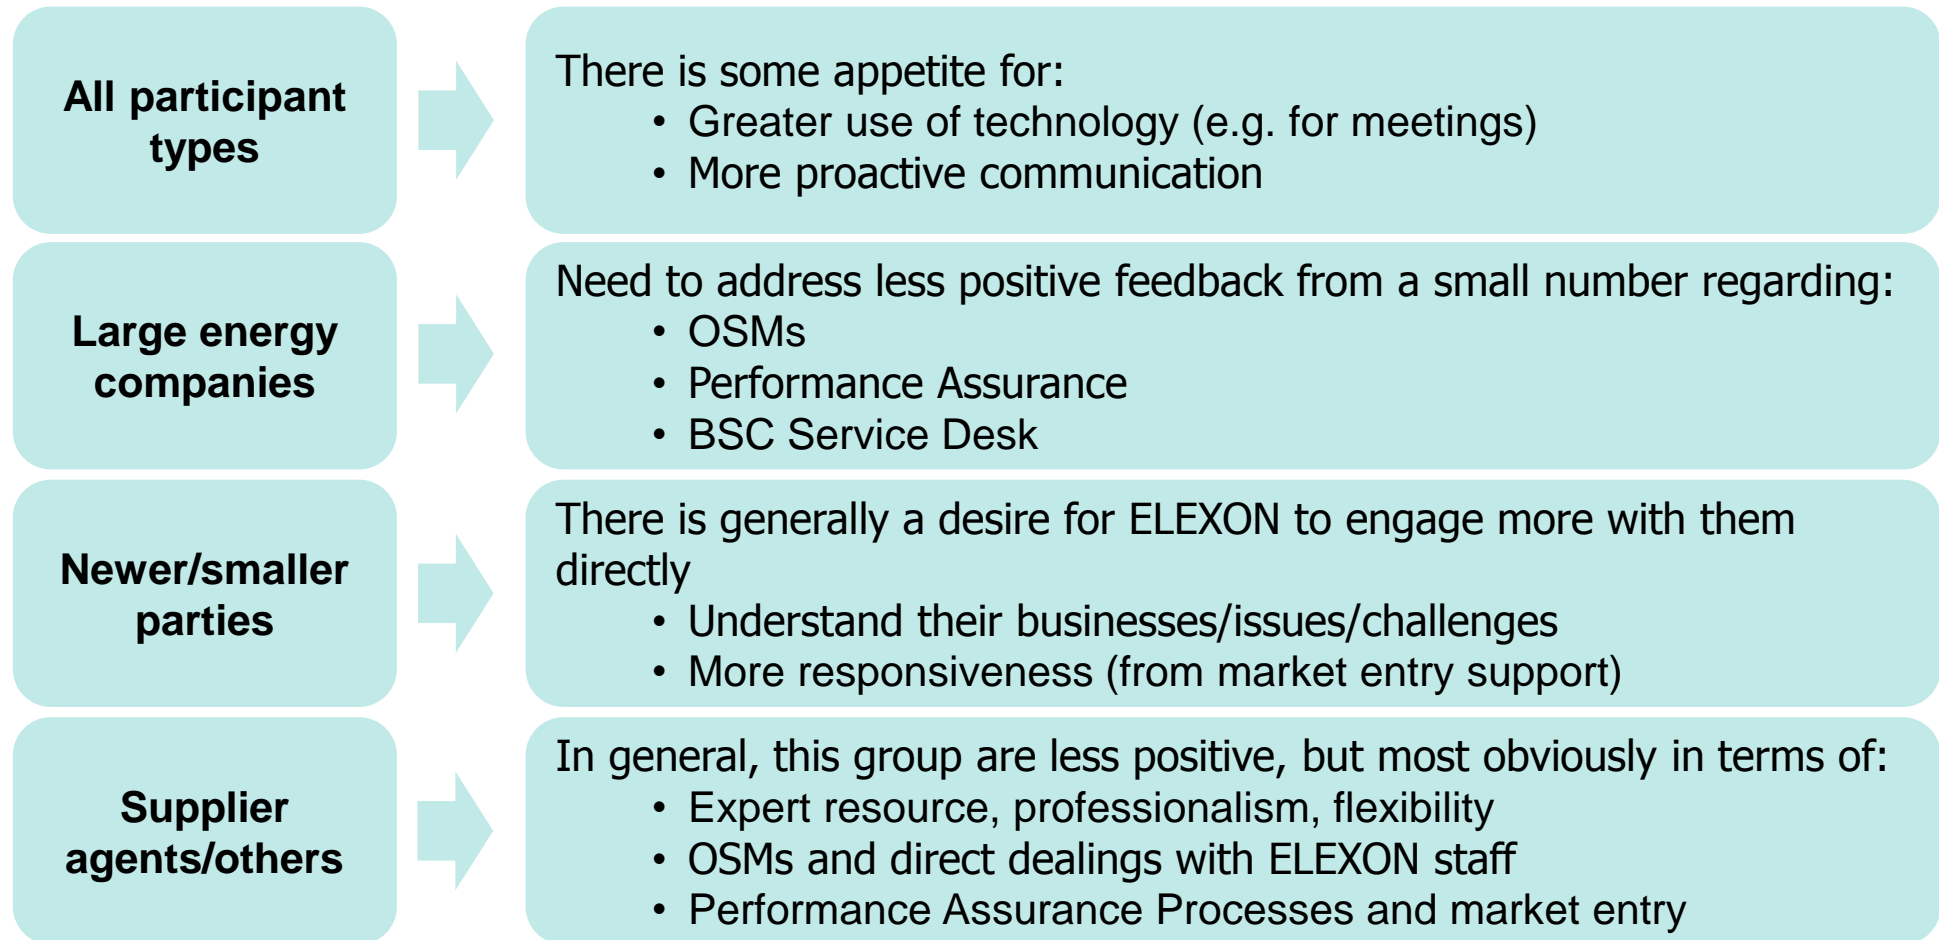 All participant
types
There is some appetite for:
• Greater use of technology (e.g. for meetings)
• More proactive communication
Large energy
companies
Need to address less positive feedback from a small number regarding:
• OSMs
• Performance Assurance
• BSC Service Desk
Newer/smaller
parties
There is generally a desire for ELEXON to engage more with them
directly
• Understand their businesses/issues/challenges
• More responsiveness (from market entry support)
Supplier
agents/others
In general, this group are less positive, but most obviously in terms of:
• Expert resource, professionalism, flexibility
• OSMs and direct dealings with ELEXON staff
• Performance Assurance Processes and market entry